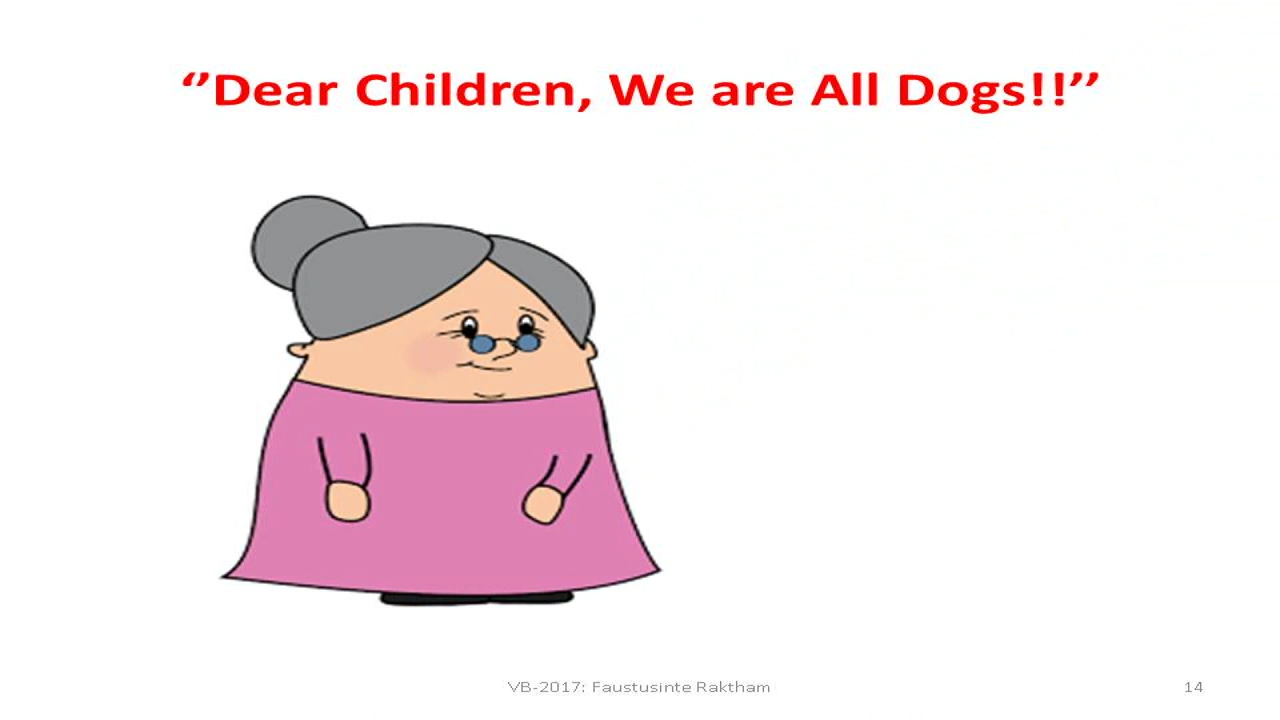 ‘’Dear Children, We are All Dogs!!’’
VB-2017: Faustusinte Raktham
14